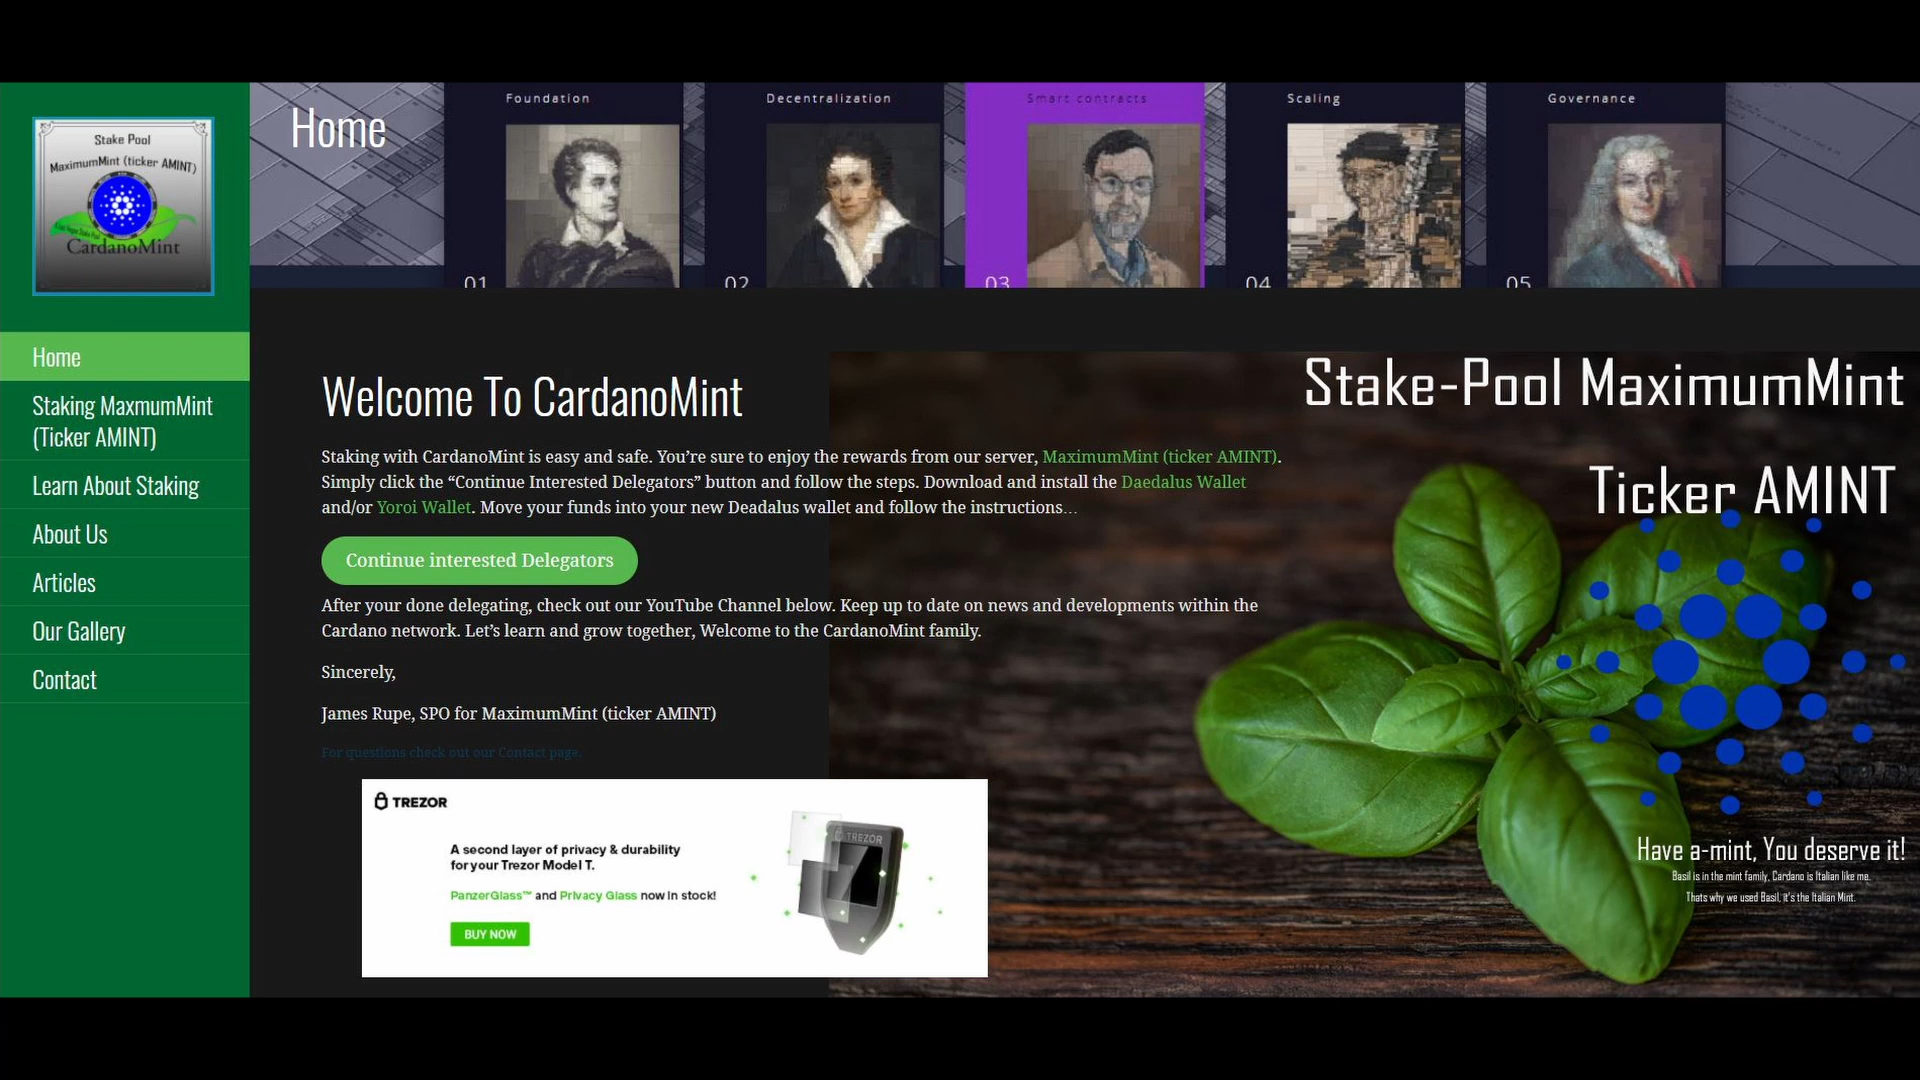 Stake Pool
MaximumMint (ticker AMINT)
CardanoMint
Home
Staking MaxmumMint
(Ticker AMINT)
Learn About Staking
About Us
Articles
Our Gallery
Contact
Home
Foundation
Decentralization
Smart contracts
Scaling
Governance
01
02
03
04
05
Welcome To CardanoMint
Staking with CardanoMint is easy and safe. You’re sure to enjoy the rewards from our server, MaximumMint (ticker AMINT).
Simply click the “Continue Interested Delegators” button and follow the steps. Download and install the Daedalus Wallet
and/or Yoroi Wallet. Move your funds into your new Deadalus wallet and follow the instructions…
Continue interested Delegators
After your done delegating, check out our YouTube Channel below. Keep up to date on news and developments within the
Cardano network. Let’s learn and grow together, Welcome to the CardanoMint family.
Sincerely,
James Rupe, SPO for MaximumMint (ticker AMINT)
For questions check out our Contact page.
TREZOR
A second layer of privacy & durability
for your Trezor Model T.
PanzerGlass™ and Privacy Glass now in stock!
BUY NOW
TREZOR
Stake-Pool MaximumMint
Ticker AMINT
Have a-mint, You deserve it!
Basil is in the mint family, Cardano is Italian like me.
Thats why we used Basil, it's the Italian Mint.